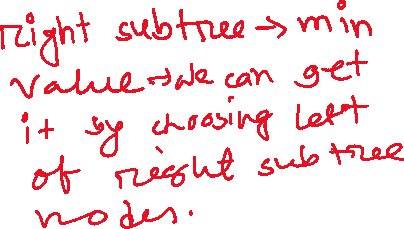 right subtree → min
value → we can get
it by choosing left
of right subtree
nodes.